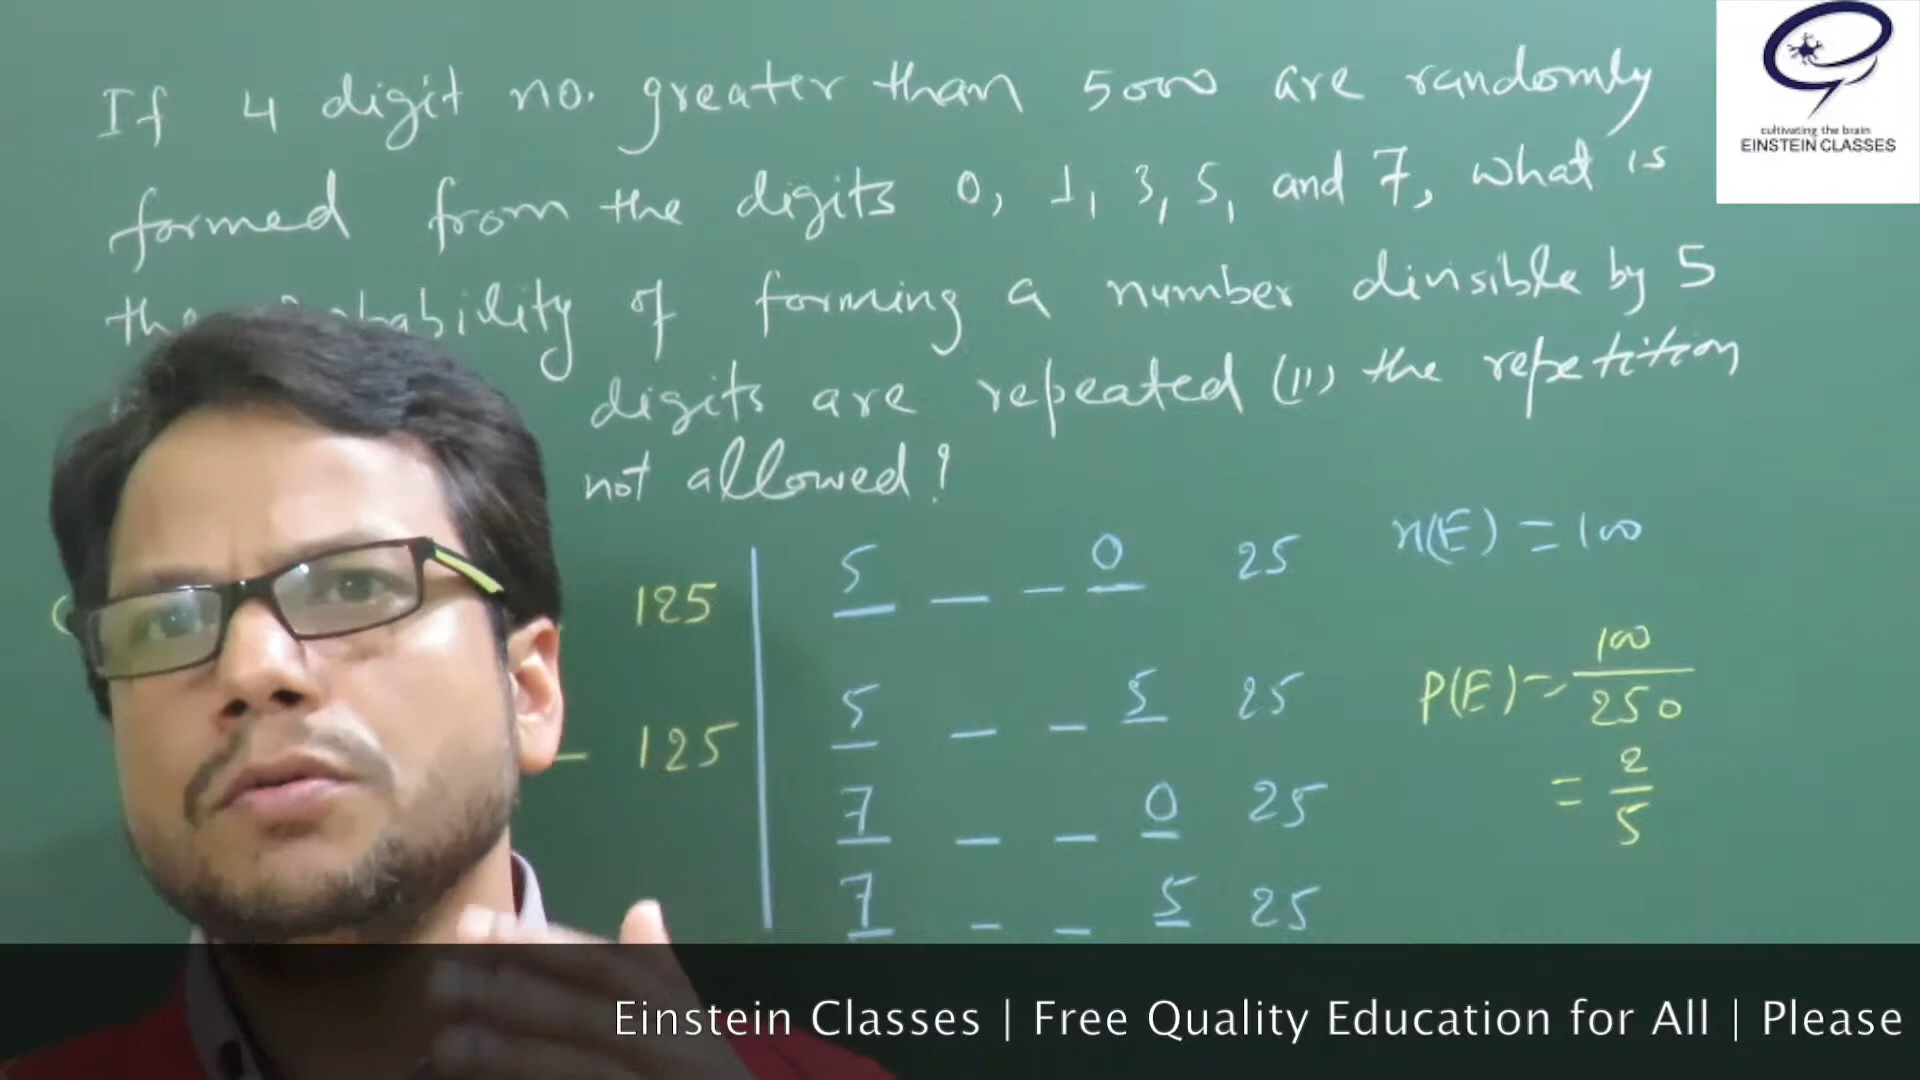 If 4 digit no. greater than 5000 are randomly
formed from the digits 0, 1, 3, 5, and 7, what is
of forming a number divisible by 5
digits are repeated (ii) the repetition
not allowed?
125
125
5 _ _ 0 25
5 _ _ 5 25
7 _ _ 0 25
7 _ _ 5 25
n(E) = 100
P(E) = 100/250
= 2/5
cultivating the brain
EINSTEIN CLASSES
Einstein Classes | Free Quality Education for All | Please